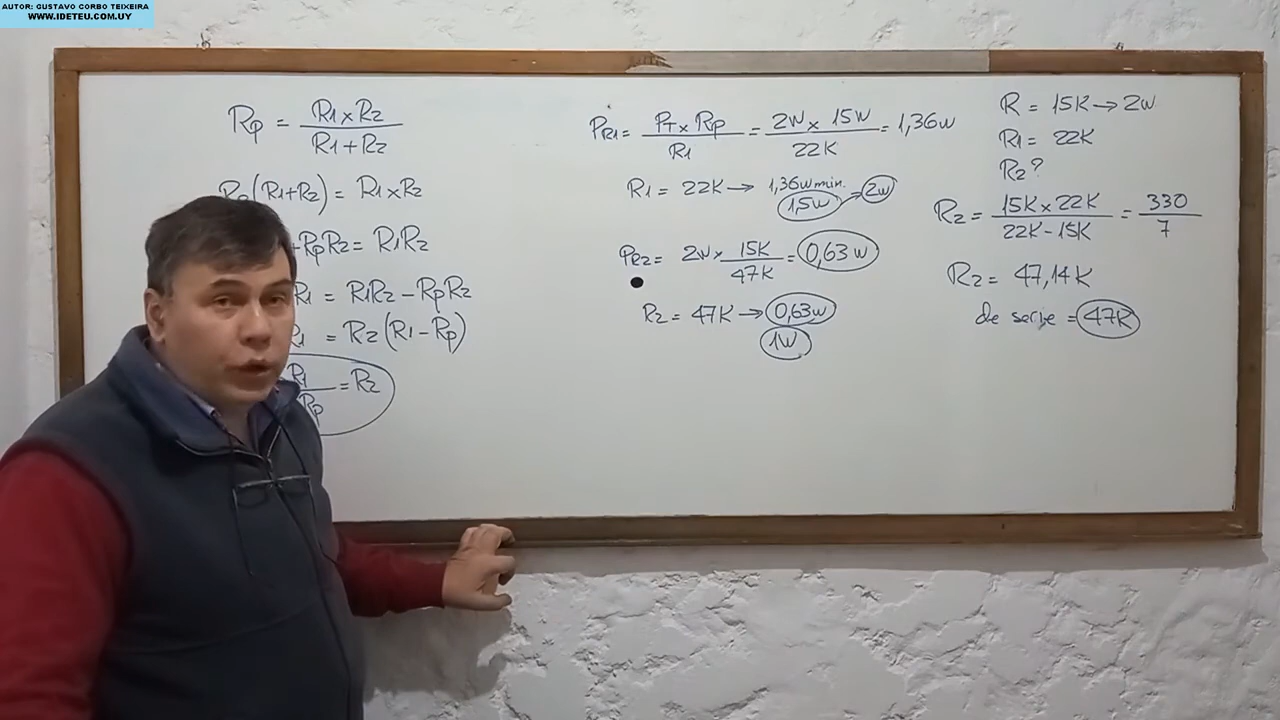 AUTOR: GUSTAVO CORBO TEIXEIRA
WWW.IDETEU.COM.UY
Rp = R1 x R2 / R1 + R2
(R1+R2) = R1 x R2
RpR2 = R1R2
R1 = R1R2 - RpR2
R1 = R2(R1 - Rp)
R1 / Rp = R2
PR1 = PT x Rp / R1 = 2W x 15W / 22K = 1,36W
R1 = 22K → 1,36W min.
1,5W → 2W
PR2 = 2W x 15K / 47K = 0,63W
R2 = 47K → 0,63W
1W
R = 15K → 2W
R1 = 22K
R2?
R2 = 15K x 22K / 22K - 15K = 330 / 7
R2 = 47,14K
de serie = 47K